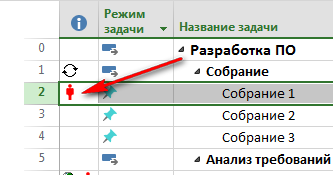 Режим задачи Название задачи
0 Разработка ПО
1 Собрание
2 Собрание 1
3 Собрание 2
4 Собрание 3
5 Анализ требований